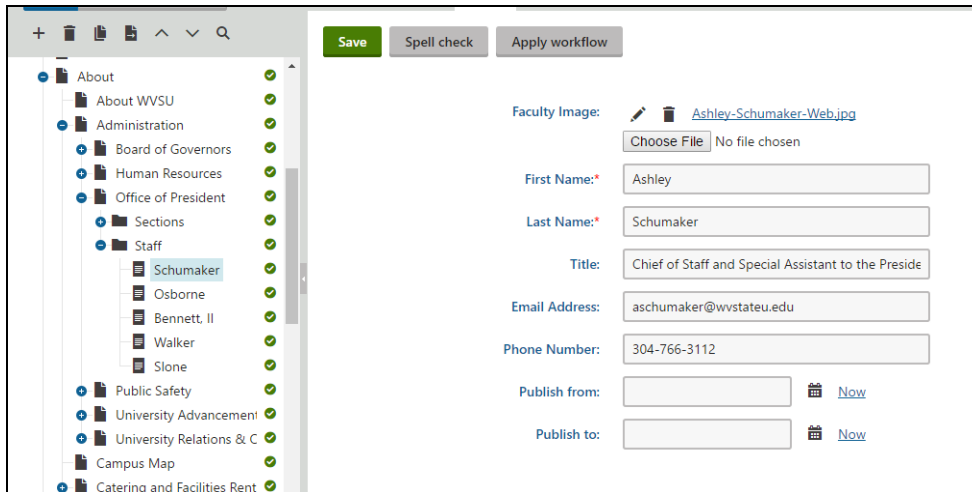 Save Spell check Apply workflow
About
About WVSU
Administration
Board of Governors
Human Resources
Office of President
Sections
Staff
Schumaker
Osborne
Bennett, II
Walker
Slone
Public Safety
University Advancement
University Relations & C
Campus Map
Catering and Facilities Rent
Faculty Image: Ashley-Schumaker-Web.jpg
Choose File No file chosen
First Name:* Ashley
Last Name:* Schumaker
Title: Chief of Staff and Special Assistant to the Preside
Email Address: aschumaker@wvstateu.edu
Phone Number: 304-766-3112
Publish from: Now
Publish to: Now